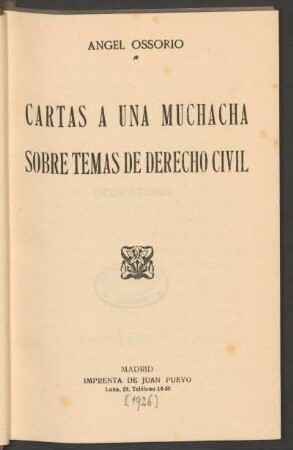 ANGEL OSSORIO
CARTAS A UNA MUCHACHA
SOBRE TEMAS DE DERECHO CIVIL
MADRID
IMPRENTA DE JUAN PUEYO
Luna, 29. Teléfono 14-30
[1926]